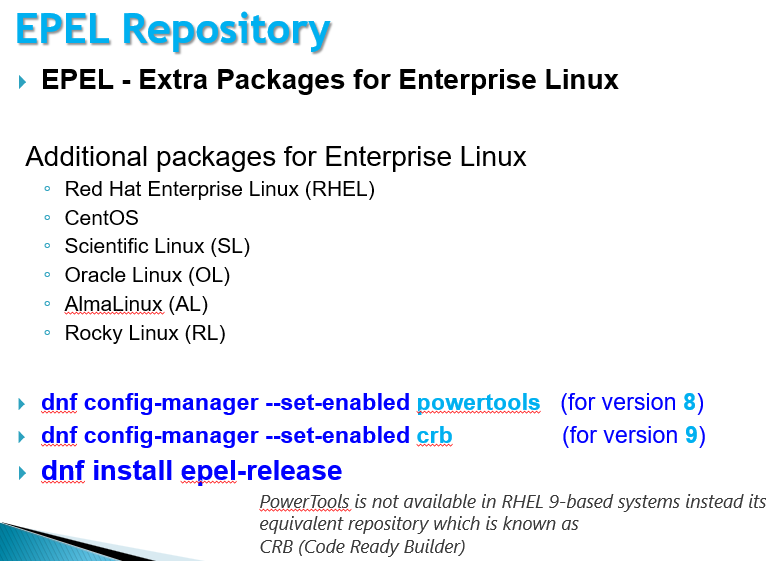 EPEL Repository
EPEL - Extra Packages for Enterprise Linux
Additional packages for Enterprise Linux
Red Hat Enterprise Linux (RHEL)
CentOS
Scientific Linux (SL)
Oracle Linux (OL)
AlmaLinux (AL)
Rocky Linux (RL)
dnf config-manager --set-enabled powertools (for version 8)
dnf config-manager --set-enabled crb (for version 9)
dnf install epel-release
PowerTools is not available in RHEL 9-based systems instead its
equivalent repository which is known as
CRB (Code Ready Builder)